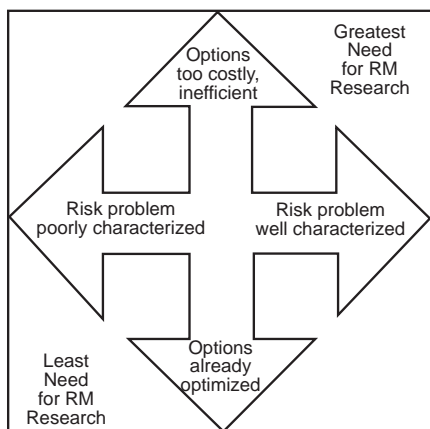 Options
too costly,
inefficient
Greatest
Need
for RM
Research
Risk problem
poorly characterized
Risk problem
well characterized
Least
Need
for RM
Research
Options
already
optimized